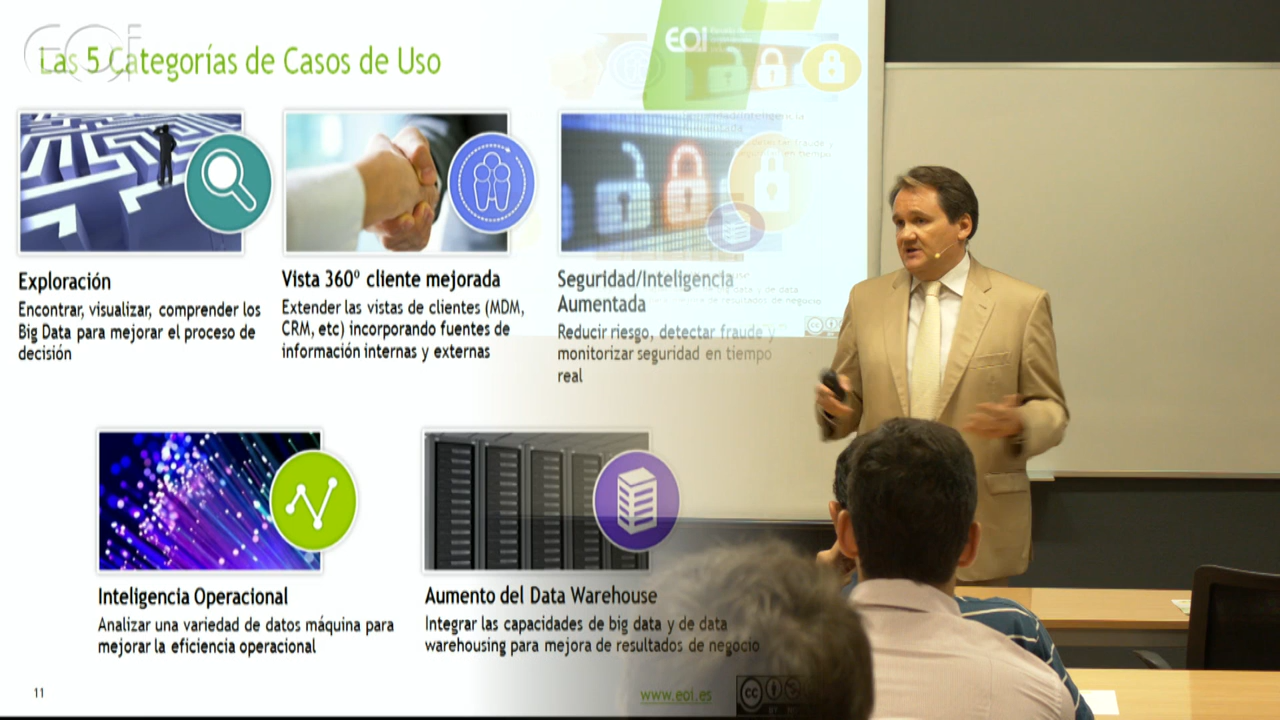 EOI
Las 5 Categorías de Casos de Uso
EOI
Exploración
Encontrar, visualizar, comprender los
Big Data para mejorar el proceso de
decisión
Vista 360º cliente mejorada
Extender las vistas de clientes (MDM,
CRM, etc) incorporando fuentes de
información internas y externas
Seguridad/Inteligencia
Aumentada
Reducir riesgo, detectar fraude y
monitorizar seguridad en tiempo
real
Inteligencia Operacional
Analizar una variedad de datos máquina para
mejorar la eficiencia operacional
Aumento del Data Warehouse
Integrar las capacidades de big data y de data
warehousing para mejora de resultados de negocio
11
www.eoi.es
cc